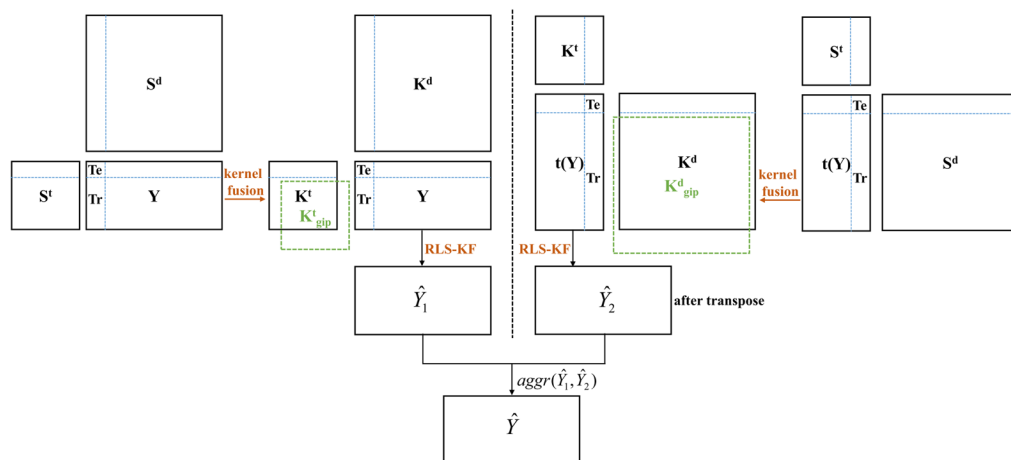 S^d
K^d
K^t
S^t
Te
Te
Te
Te
S^t
Tr
Y
kernel fusion
K^t
K^t_gip
Tr
Y
t(Y)
Tr
K^d
K^d_gip
kernel fusion
t(Y)
Tr
S^d
RLS-KF
RLS-KF
Ŷ_1
Ŷ_2
after transpose
aggr(Ŷ_1, Ŷ_2)
Ŷ